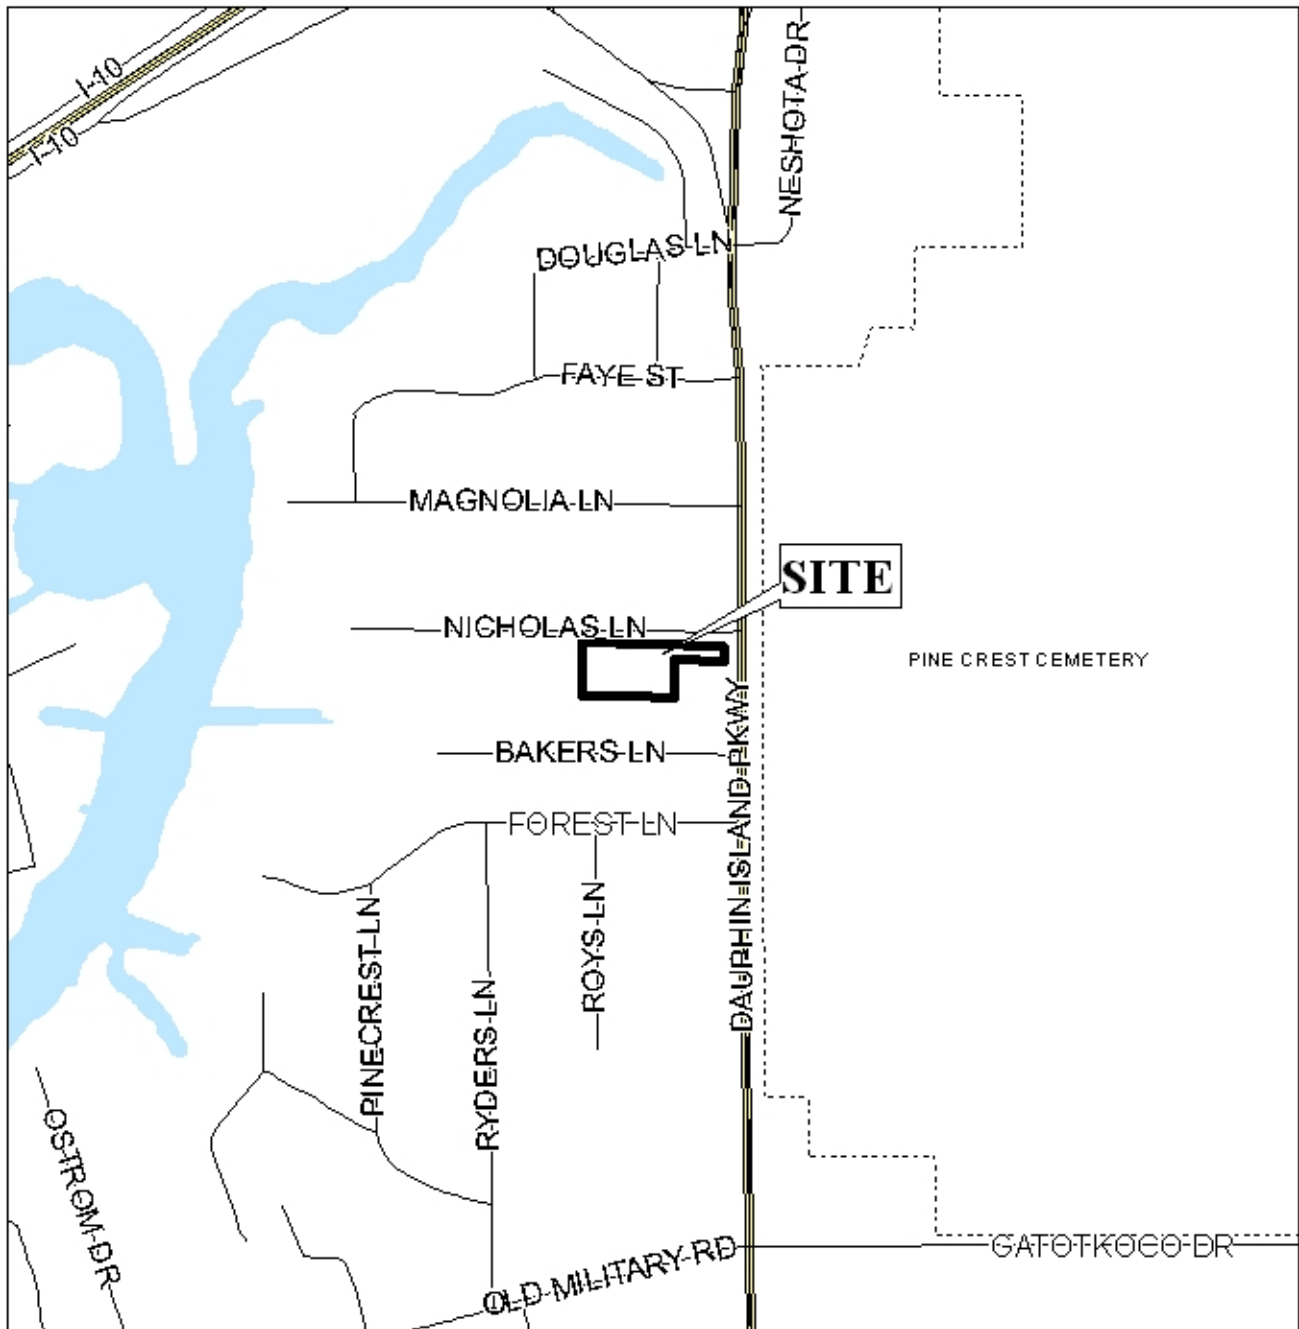 I-10
I-10
NESHOTA DR
DOUGLAS LN
FAYE ST
MAGNOLIA LN
SITE
NICHOLAS LN
PINE CREST CEMETERY
BAKERS LN
DAUPHIN ISLAND PKWY
FOREST LN
PINECREST LN
RYDERS LN
ROYS LN
OSTROM DR
OLD MILITARY RD
GATOTKOCO DR